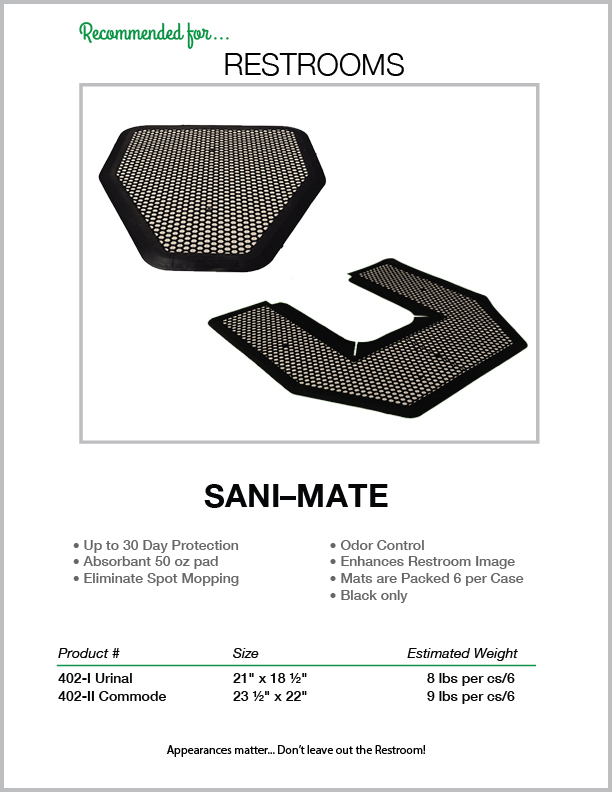 Recommended for...
RESTROOMS
SANI–MATE
• Up to 30 Day Protection
• Absorbant 50 oz pad
• Eliminate Spot Mopping
• Odor Control
• Enhances Restroom Image
• Mats are Packed 6 per Case
• Black only
Product # Size Estimated Weight
402-I Urinal 21" x 18 ½" 8 lbs per cs/6
402-II Commode 23 ½" x 22" 9 lbs per cs/6
Appearances matter... Don't leave out the Restroom!